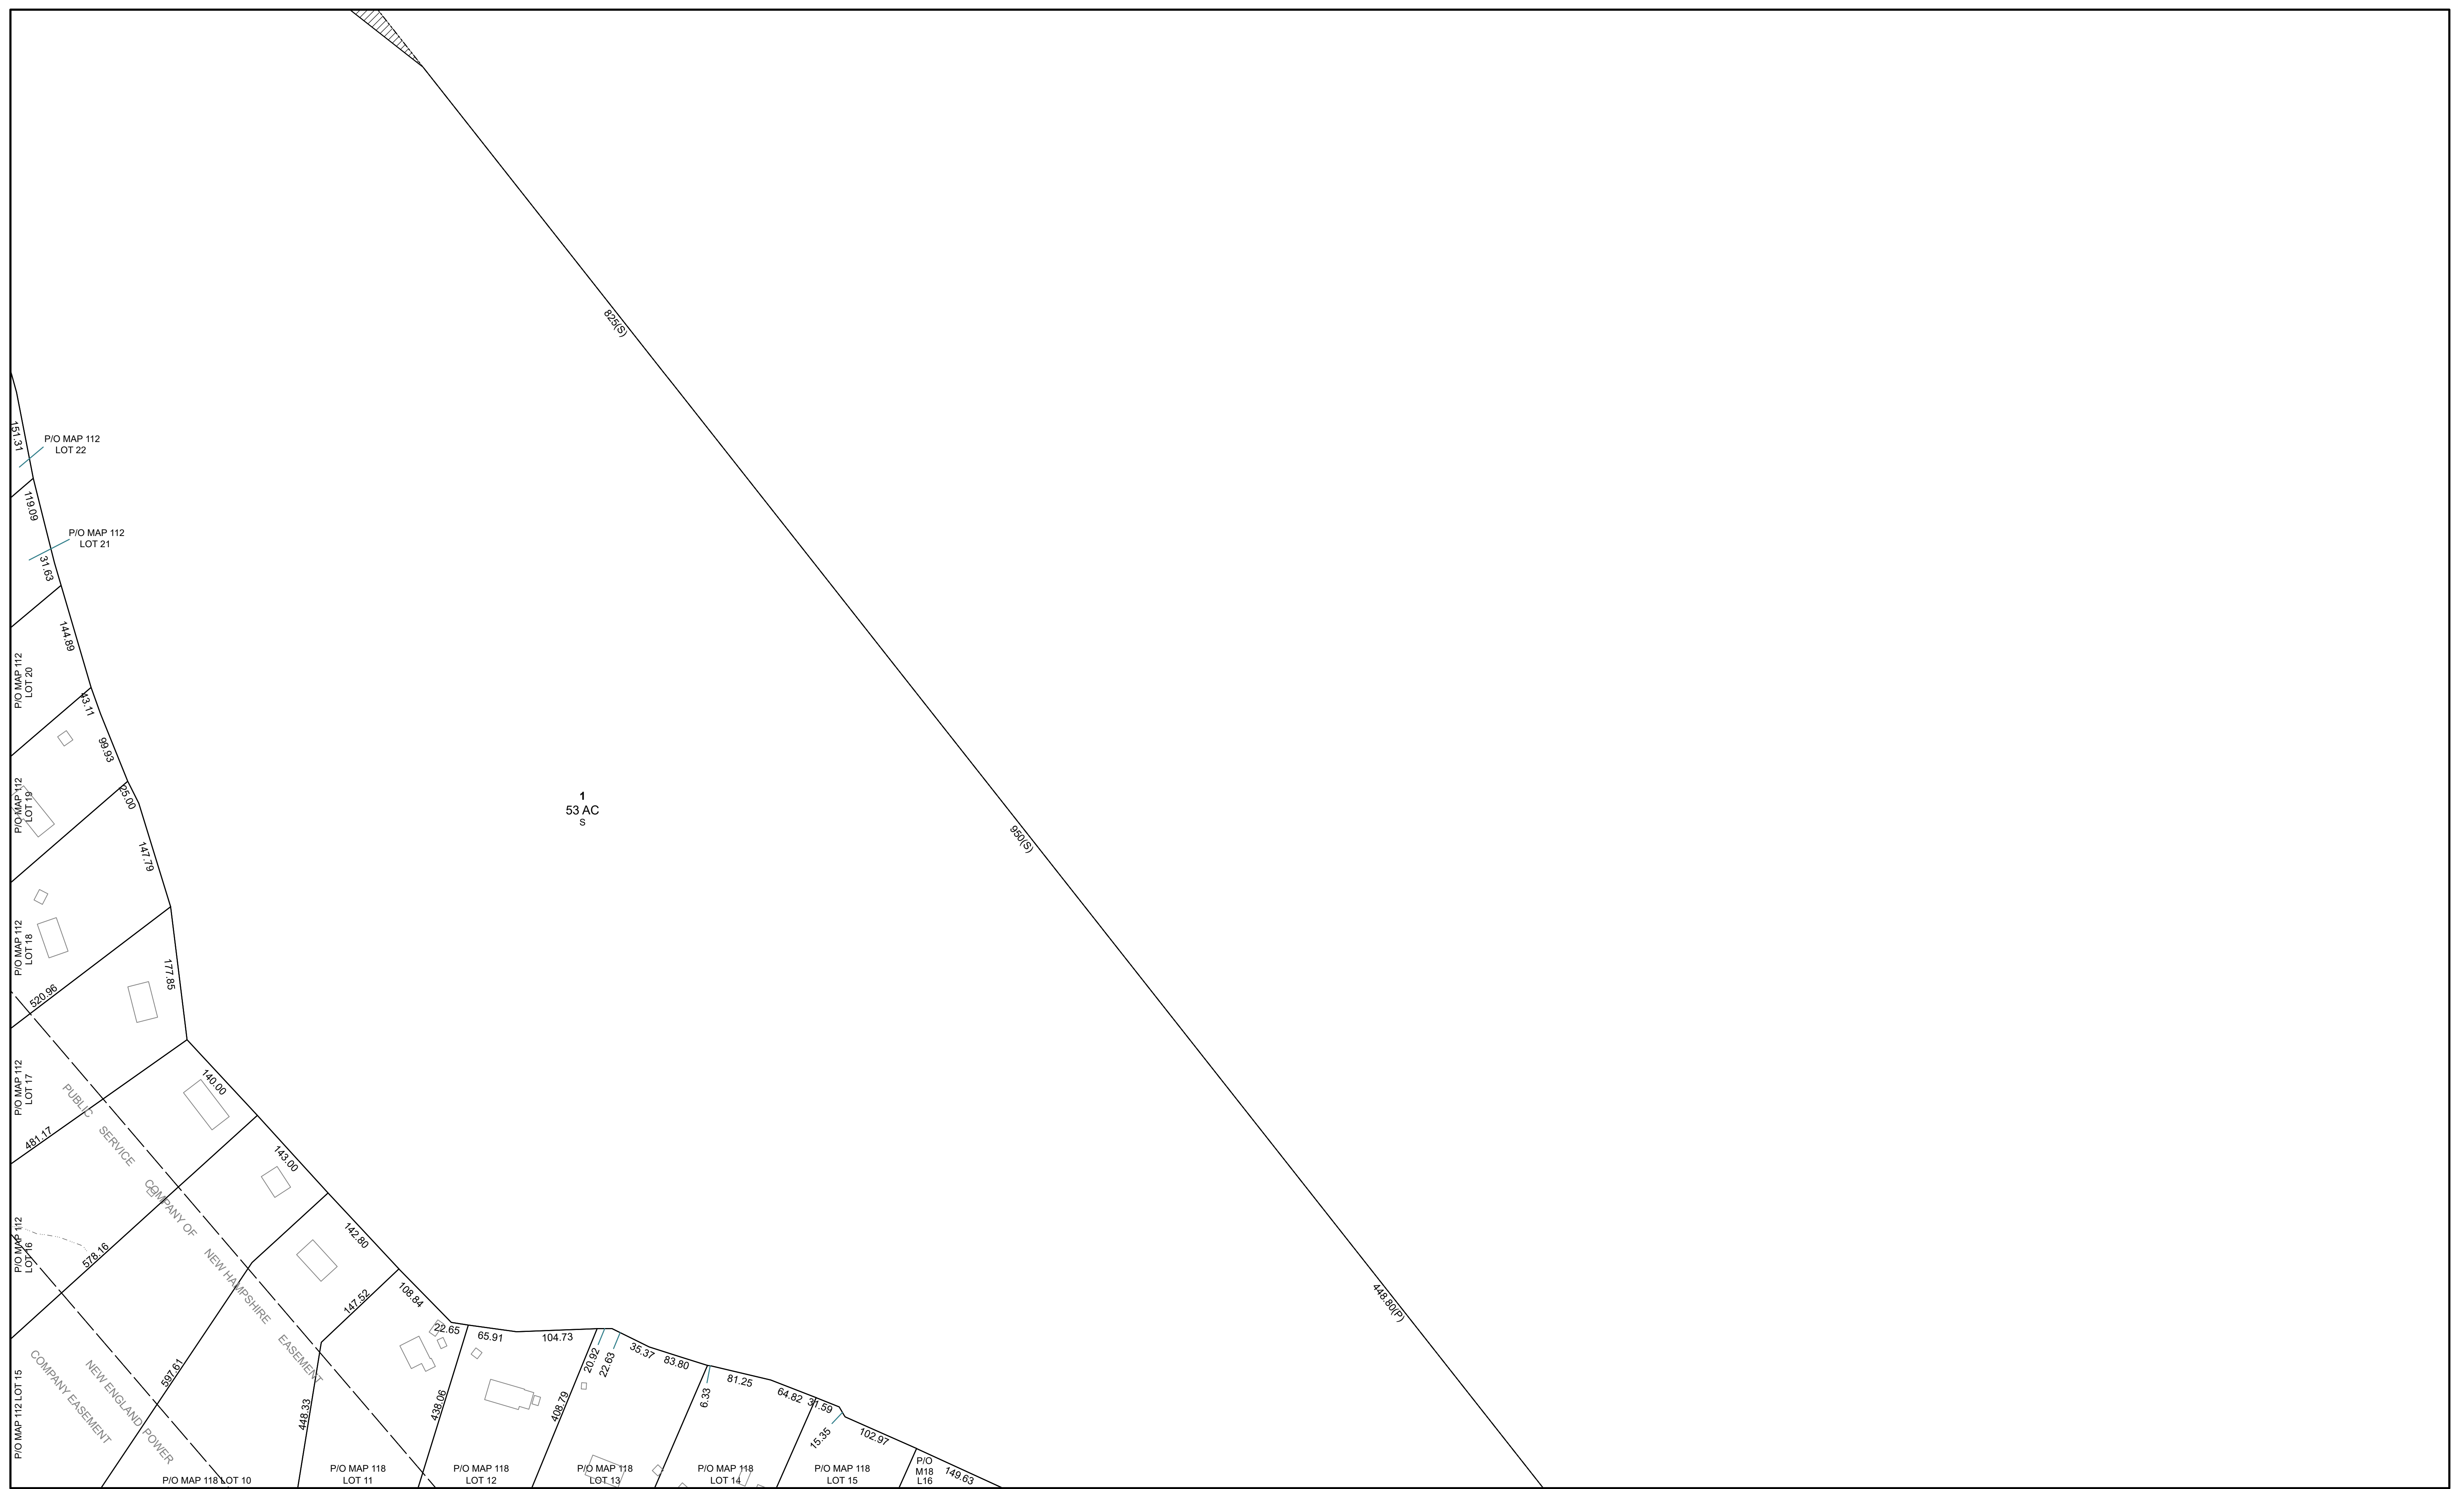 825(S)
151.31
P/O MAP 112
LOT 22
119.09
P/O MAP 112
LOT 21
31.63
144.89
P/O MAP 112
LOT 20
43.11
99.93
P/O MAP 112
LOT 19
25.00
1
53 AC
S
950(S)
147.79
P/O MAP 112
LOT 18
177.85
520.96
P/O MAP 112
LOT 17
140.00
PUBLIC SERVICE COMPANY OF NEW HAMPSHIRE EASEMENT
481.17
143.00
P/O MAP 112
LOT 16
578.16
142.80
448.80(P)
147.52
108.84
22.65
65.91
104.73
20.92
22.63
35.37
83.80
6.33
81.25
64.82
31.59
15.35
102.97
149.63
597.61
448.33
438.06
408.79
NEW ENGLAND POWER
COMPANY EASEMENT
P/O MAP 112 LOT 15
P/O MAP 118 LOT 10
P/O MAP 118
LOT 11
P/O MAP 118
LOT 12
P/O MAP 118
LOT 13
P/O MAP 118
LOT 14
P/O MAP 118
LOT 15
P/O
M18
L16